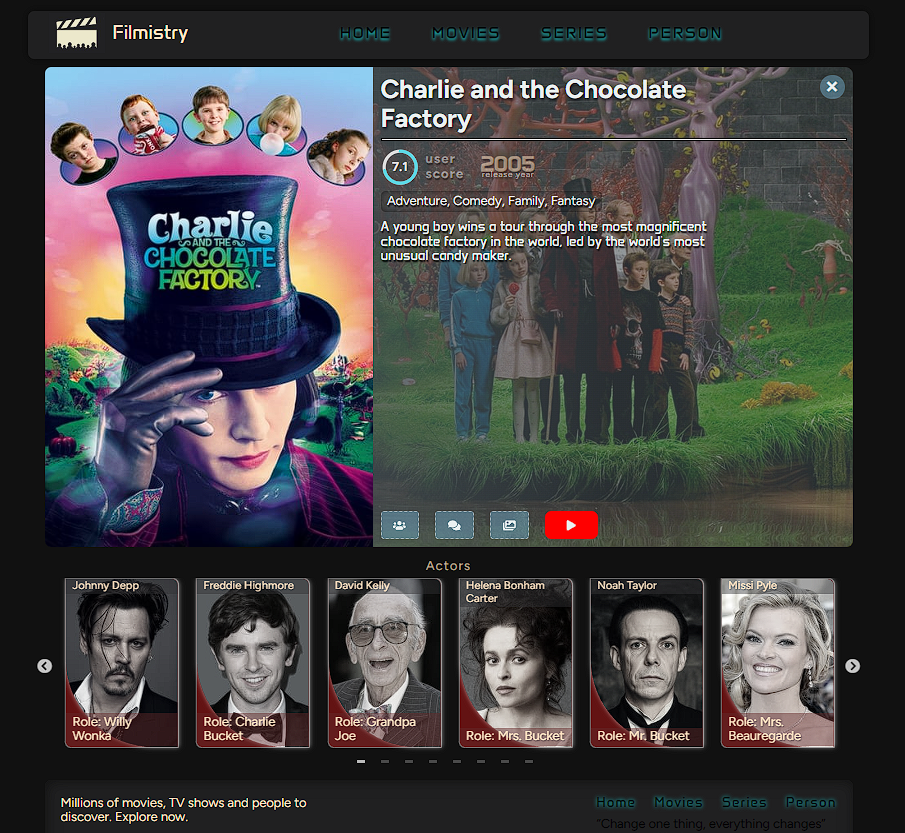 Filmistry
HOME MOVIES SERIES PERSON
Charlie
AND THE
CHOCOLATE
FACTORY
Charlie and the Chocolate
Factory
7.1
user
score
2005
release year
Adventure, Comedy, Family, Fantasy
A young boy wins a tour through the most magnificent
chocolate factory in the world, led by the world's most
unusual candy maker.
Actors
Johnny Depp
Role: Willy
Wonka
Freddie Highmore
Role: Charlie
Bucket
David Kelly
Role: Grandpa
Joe
Helena Bonham
Carter
Role: Mrs. Bucket
Noah Taylor
Role: Mr. Bucket
Missi Pyle
Role: Mrs.
Beauregarde
Millions of movies, TV shows and people to
discover. Explore now.
Home Movies Series Person
"Change one thing, everything changes"